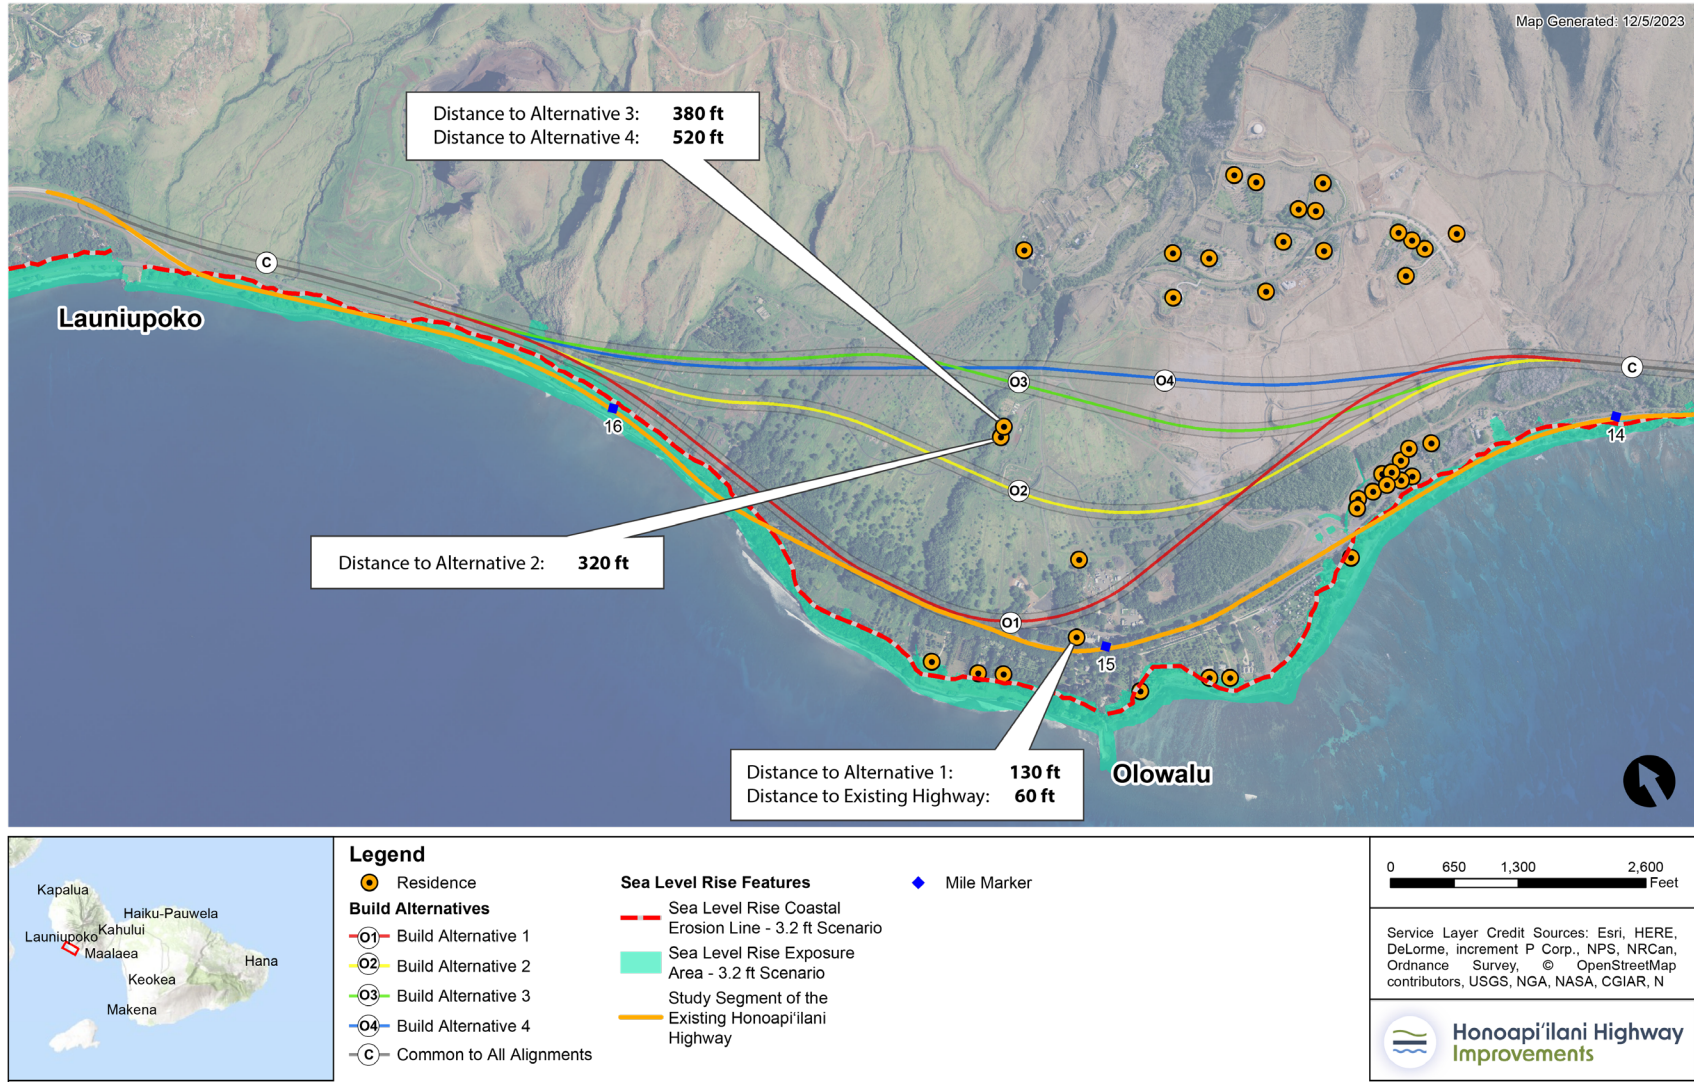 Map Generated: 12/5/2023
Distance to Alternative 3: 380 ft
Distance to Alternative 4: 520 ft
C
Launiupoko
16
O3
O4
C
14
O2
Distance to Alternative 2: 320 ft
O1
15
Distance to Alternative 1: 130 ft
Distance to Existing Highway: 60 ft
Olowalu
Kapalua
Haiku-Pauwela
Kahului
Launiupoko
Maalaea
Hana
Keokea
Makena
Legend
Residence
Build Alternatives
O1 Build Alternative 1
O2 Build Alternative 2
O3 Build Alternative 3
O4 Build Alternative 4
C Common to All Alignments
Sea Level Rise Features
Sea Level Rise Coastal
Erosion Line - 3.2 ft Scenario
Sea Level Rise Exposure
Area - 3.2 ft Scenario
Study Segment of the
Existing Honoapiʻilani
Highway
Mile Marker
0 650 1,300 2,600
Feet
Service Layer Credit Sources: Esri, HERE,
DeLorme, increment P Corp., NPS, NRCan,
Ordnance Survey, © OpenStreetMap
contributors, USGS, NGA, NASA, CGIAR, N
Honoapiʻilani Highway
Improvements